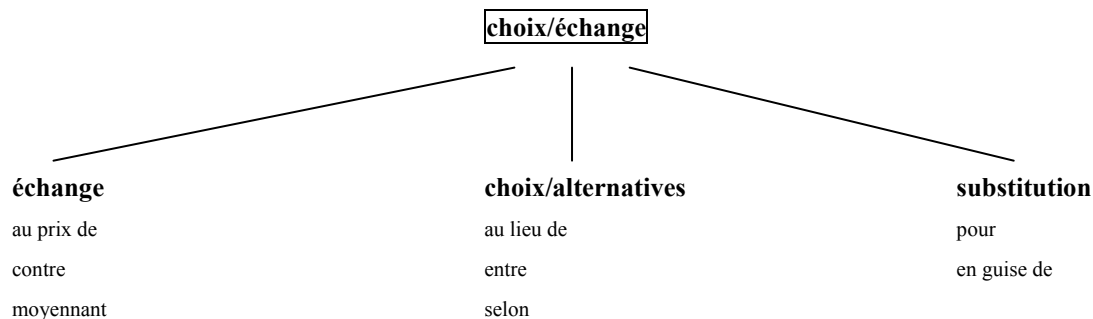 choix/échange
échange
au prix de
contre
moyennant
choix/alternatives
au lieu de
entre
selon
substitution
pour
en guise de